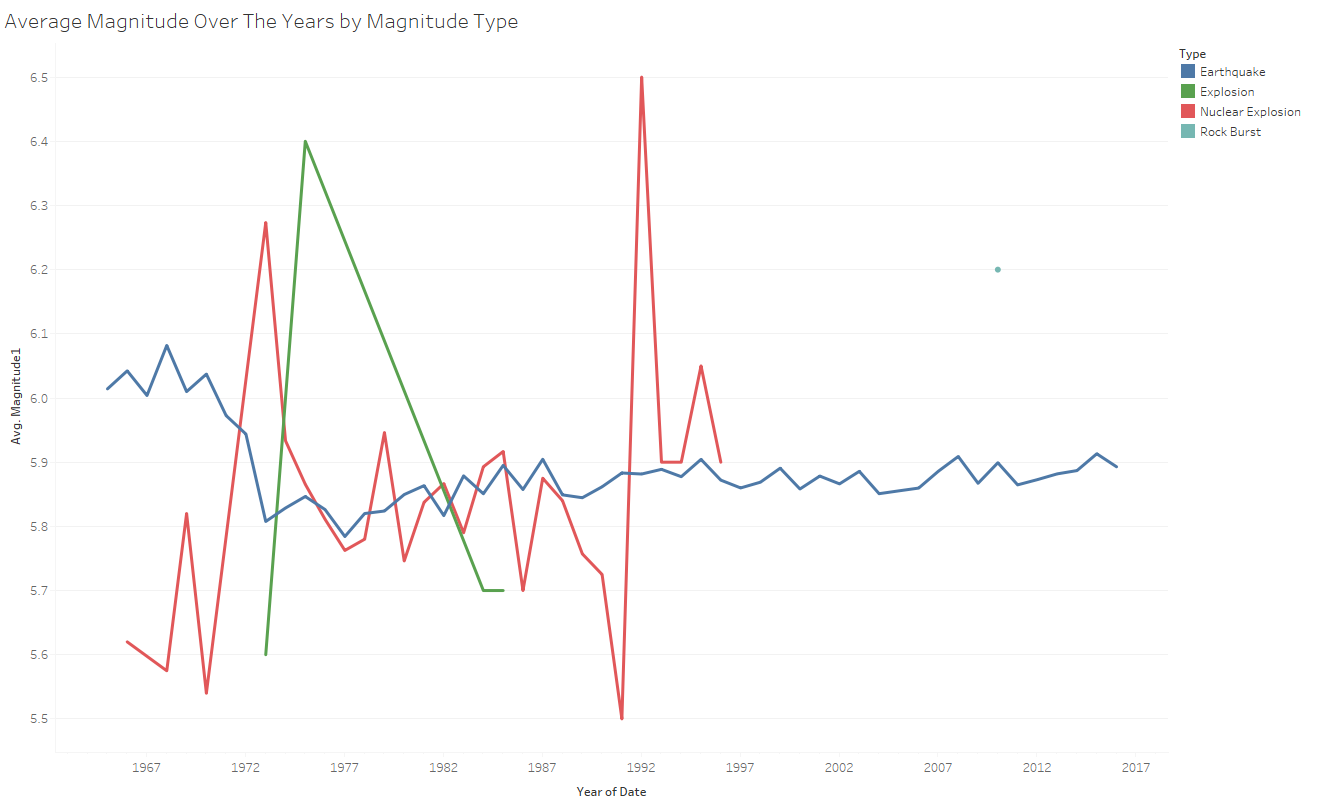 Average Magnitude Over The Years by Magnitude Type
Type
Earthquake
Explosion
Nuclear Explosion
Rock Burst
Avg. Magnitude1
6.5
6.4
6.3
6.2
6.1
6.0
5.9
5.8
5.7
5.6
5.5
1967 1972 1977 1982 1987 1992 1997 2002 2007 2012 2017
Year of Date